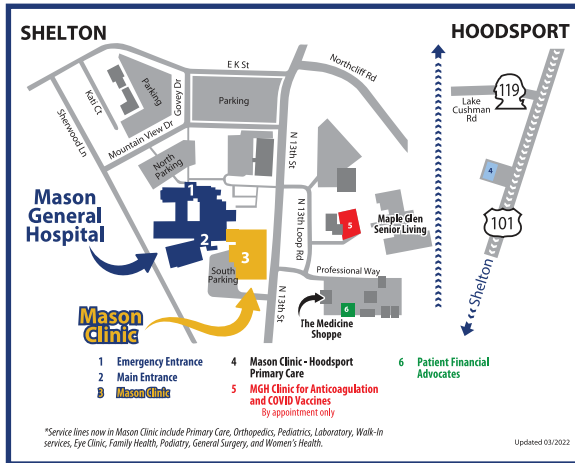 SHELTON
HOODSPORT
E K St
Northcliff Rd
Kati Ct
Parking
Govey Dr
Parking
119
Lake
Cushman
Rd
Sherwood Ln
Mountain View Dr
N 13th St
North
Parking
4
1
Mason
General
Hospital
N 13th Loop Rd
5
Maple Glen
Senior Living
101
2
3
South
Parking
Professional Way
Shelton
Mason
Clinic
N 13th St
6
The Medicine
Shoppe
1 Emergency Entrance
2 Main Entrance
3 Mason Clinic
4 Mason Clinic - Hoodsport
Primary Care
5 MGH Clinic for Anticoagulation
and COVID Vaccines
By appointment only
6 Patient Financial
Advocates
*Service lines now in Mason Clinic include Primary Care, Orthopedics, Pediatrics, Laboratory, Walk-In
services, Eye Clinic, Family Health, Podiatry, General Surgery, and Women's Health.
Updated 03/2022